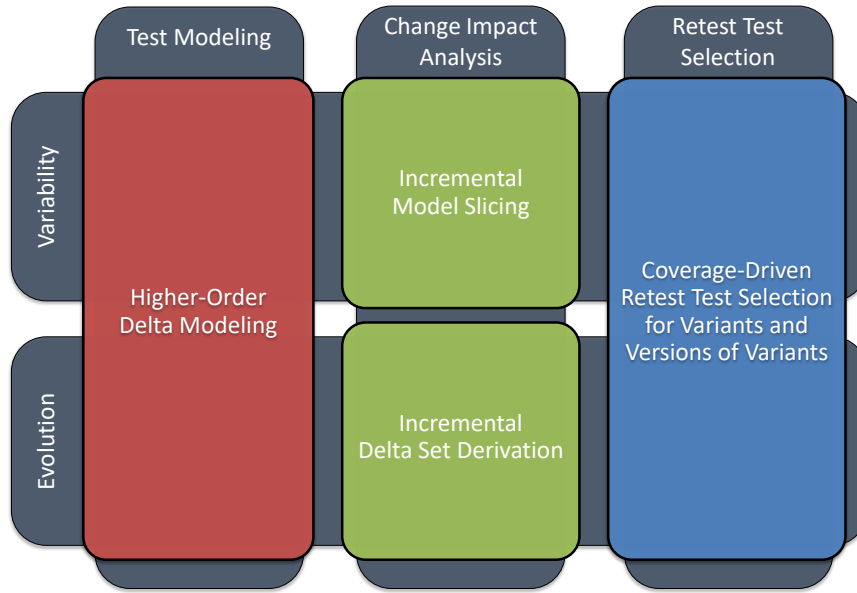 Test Modeling
Change Impact
Analysis
Retest Test
Selection
Variability
Incremental
Model Slicing
Higher-Order
Delta Modeling
Coverage-Driven
Retest Test Selection
for Variants and
Versions of Variants
Evolution
Incremental
Delta Set Derivation